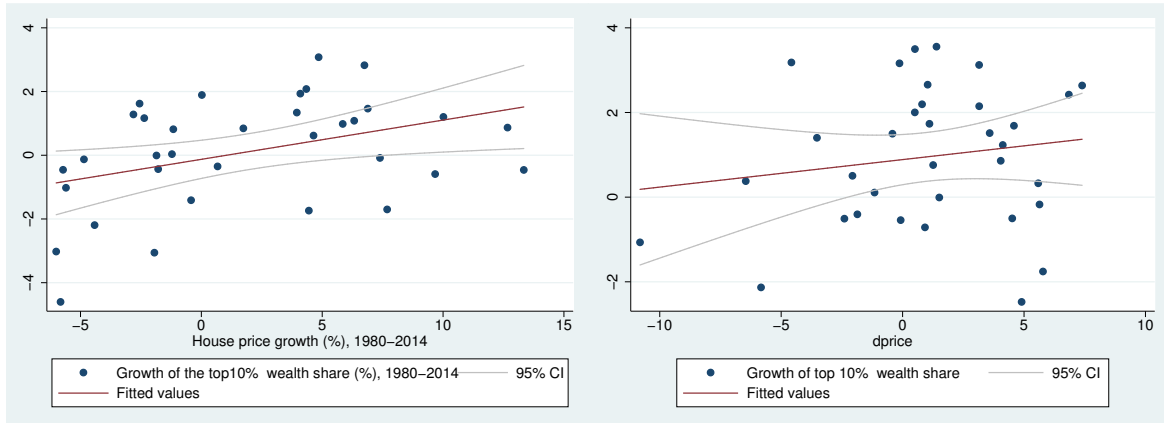 4
2
0
−2
−4
−5
0
5
10
15
House price growth (%), 1980−2014
Growth of the top10%  wealth share (%), 1980−2014
95% CI
Fitted values
4
2
0
−2
−10
−5
0
5
10
dprice
Growth of top 10%  wealth share
95% CI
Fitted values